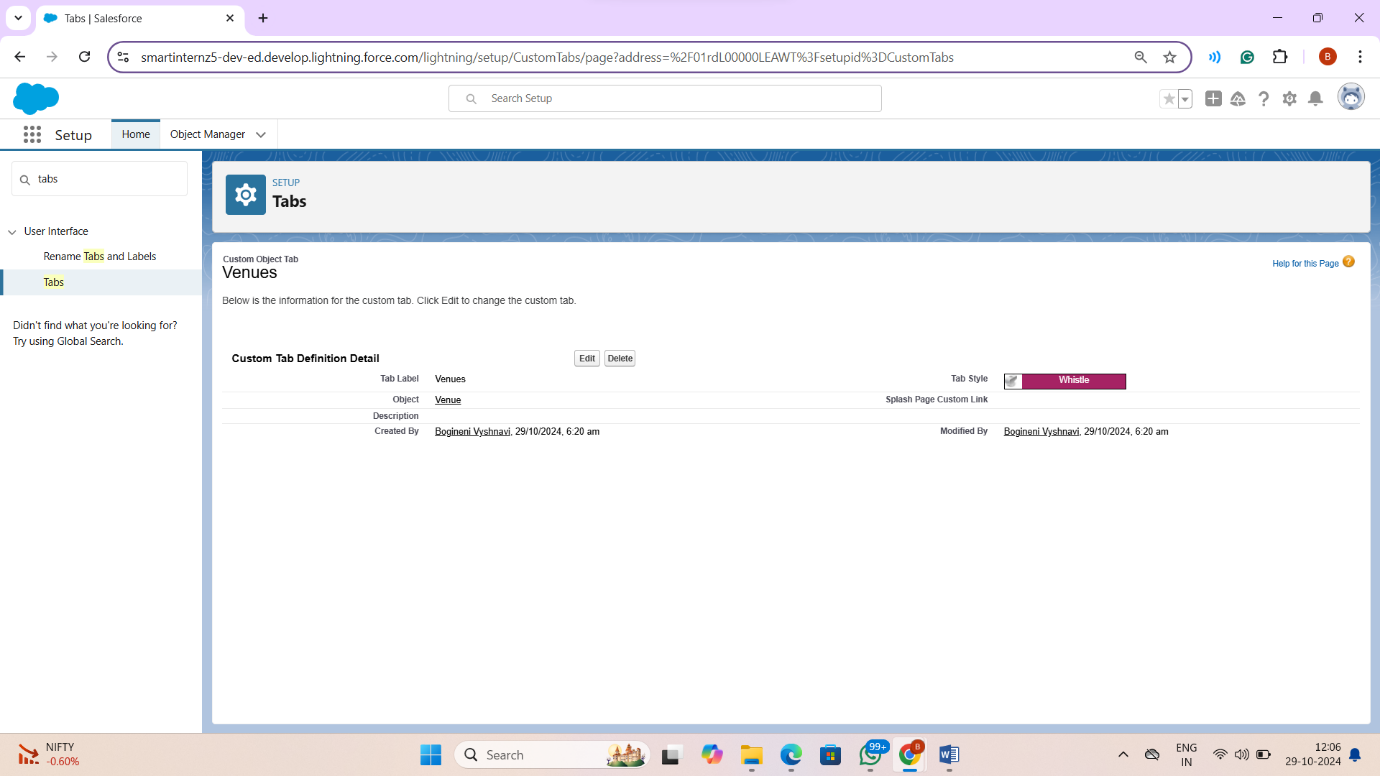 Tabs | Salesforce
smartinternz5-dev-ed.develop.lightning.force.com/lightning/setup/CustomTabs/page?address=%2F01rdL00000LEAWT%3Fsetupid%3DCustomTabs
B
Search Setup
Setup
Home
Object Manager
tabs
SETUP
Tabs
User Interface
Rename Tabs and Labels
Tabs
Didn't find what you're looking for?
Try using Global Search.
Custom Object Tab
Venues
Help for this Page ?
Below is the information for the custom tab. Click Edit to change the custom tab.
Custom Tab Definition Detail
Edit
Delete
Tab Label Venues
Tab Style Whistle
Object Venue
Splash Page Custom Link
Description
Created By Bogineni Vyshnavi, 29/10/2024, 6:20 am
Modified By Bogineni Vyshnavi, 29/10/2024, 6:20 am
NIFTY
-0.60%
Search
99+
8
W
ENG
IN
12:06
29-10-2024